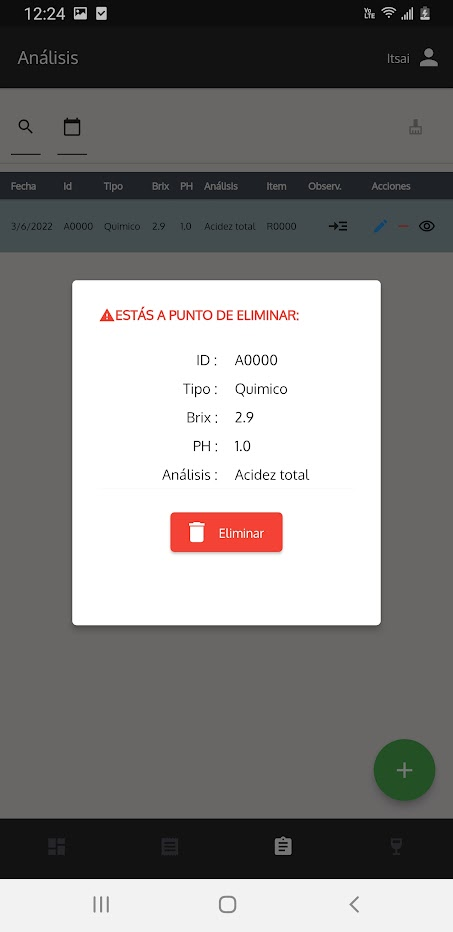 12:24
Vo LTE
Análisis
Itsai
Fecha Id Tipo Brix PH Análisis Item Observ. Acciones
3/6/2022 A0000 Quimico 2.9 1.0 Acidez total R0000
ESTÁS A PUNTO DE ELIMINAR:
ID : A0000
Tipo : Quimico
Brix : 2.9
PH : 1.0
Análisis : Acidez total
Eliminar